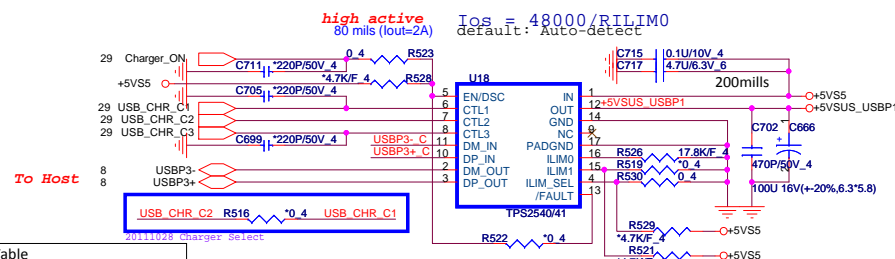 high active Ios = 48000/RILIM0
80 mils (Iout=2A) default: Auto-detect
29 Charger_ON 0_4 R523 C715 0.1U/10V_4
C711 *220P/50V_4 C717 4.7U/6.3V_6
+5VS5 *4.7K/F_4 R528 U18 200mills
C705 *220P/50V_4
5 EN/DSC IN 1 +5VS5
29 USB_CHR_C1 6 CTL1 OUT 12 +5VSUS_USBP1 +5VSUS_USBP1
29 USB_CHR_C2 7 CTL2 GND 14
29 USB_CHR_C3 8 CTL3 NC 9 C702 C666
C699 *220P/50V_4 USBP3-_C 11 DM_IN PADGND 17
USBP3+_C 10 DP_IN ILIM0 16 R526 17.8K/F_4
To Host 8 USBP3- 2 DM_OUT ILIM1 15 R519 *0_4 470P/50V_4
8 USBP3+ 3 DP_OUT ILIM_SEL 4 R530 0_4
/FAULT 13 100U 16V(+-20%,6.3*5.8)
USB_CHR_C2 R516 *0_4 USB_CHR_C1 TPS2540/41
20111028 Charger Select R529 +5VS5
R522 *0_4 *4.7K/F_4
Table R521 +5VS5